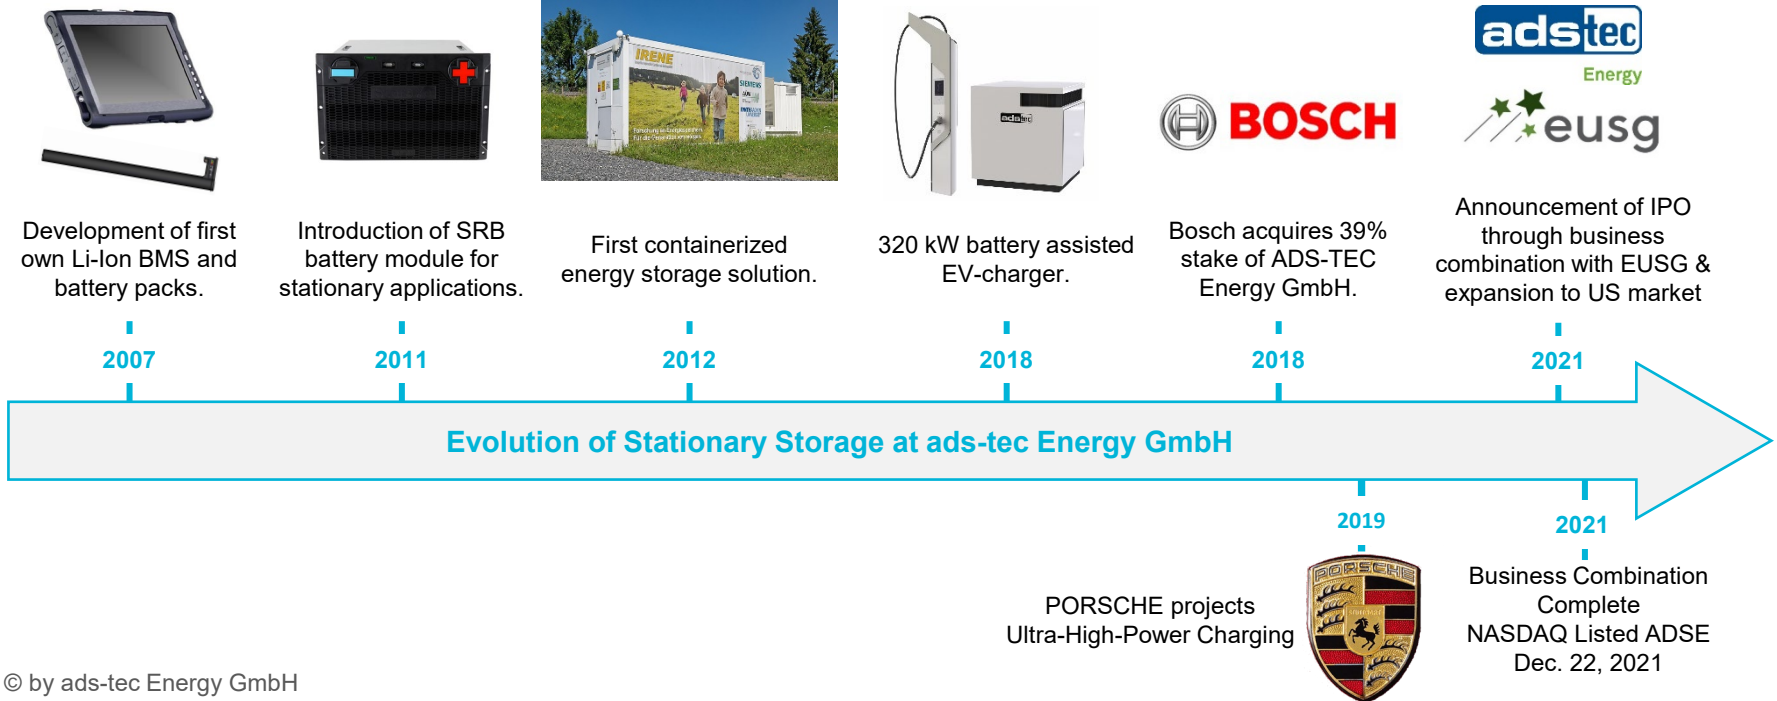 adstec
Energy
eusg
IRENE
SIEMENS
adstec
BOSCH
Development of first
own Li-Ion BMS and
battery packs.
Introduction of SRB
battery module for
stationary applications.
First containerized
energy storage solution.
320 kW battery assisted
EV-charger.
Bosch acquires 39%
stake of ADS-TEC
Energy GmbH.
Announcement of IPO
through business
combination with EUSG &
expansion to US market
2007
2011
2012
2018
2018
2021
Evolution of Stationary Storage at ads-tec Energy GmbH
2019
2021
PORSCHE
PORSCHE projects
Ultra-High-Power Charging
Business Combination
Complete
NASDAQ Listed ADSE
Dec. 22, 2021
© by ads-tec Energy GmbH